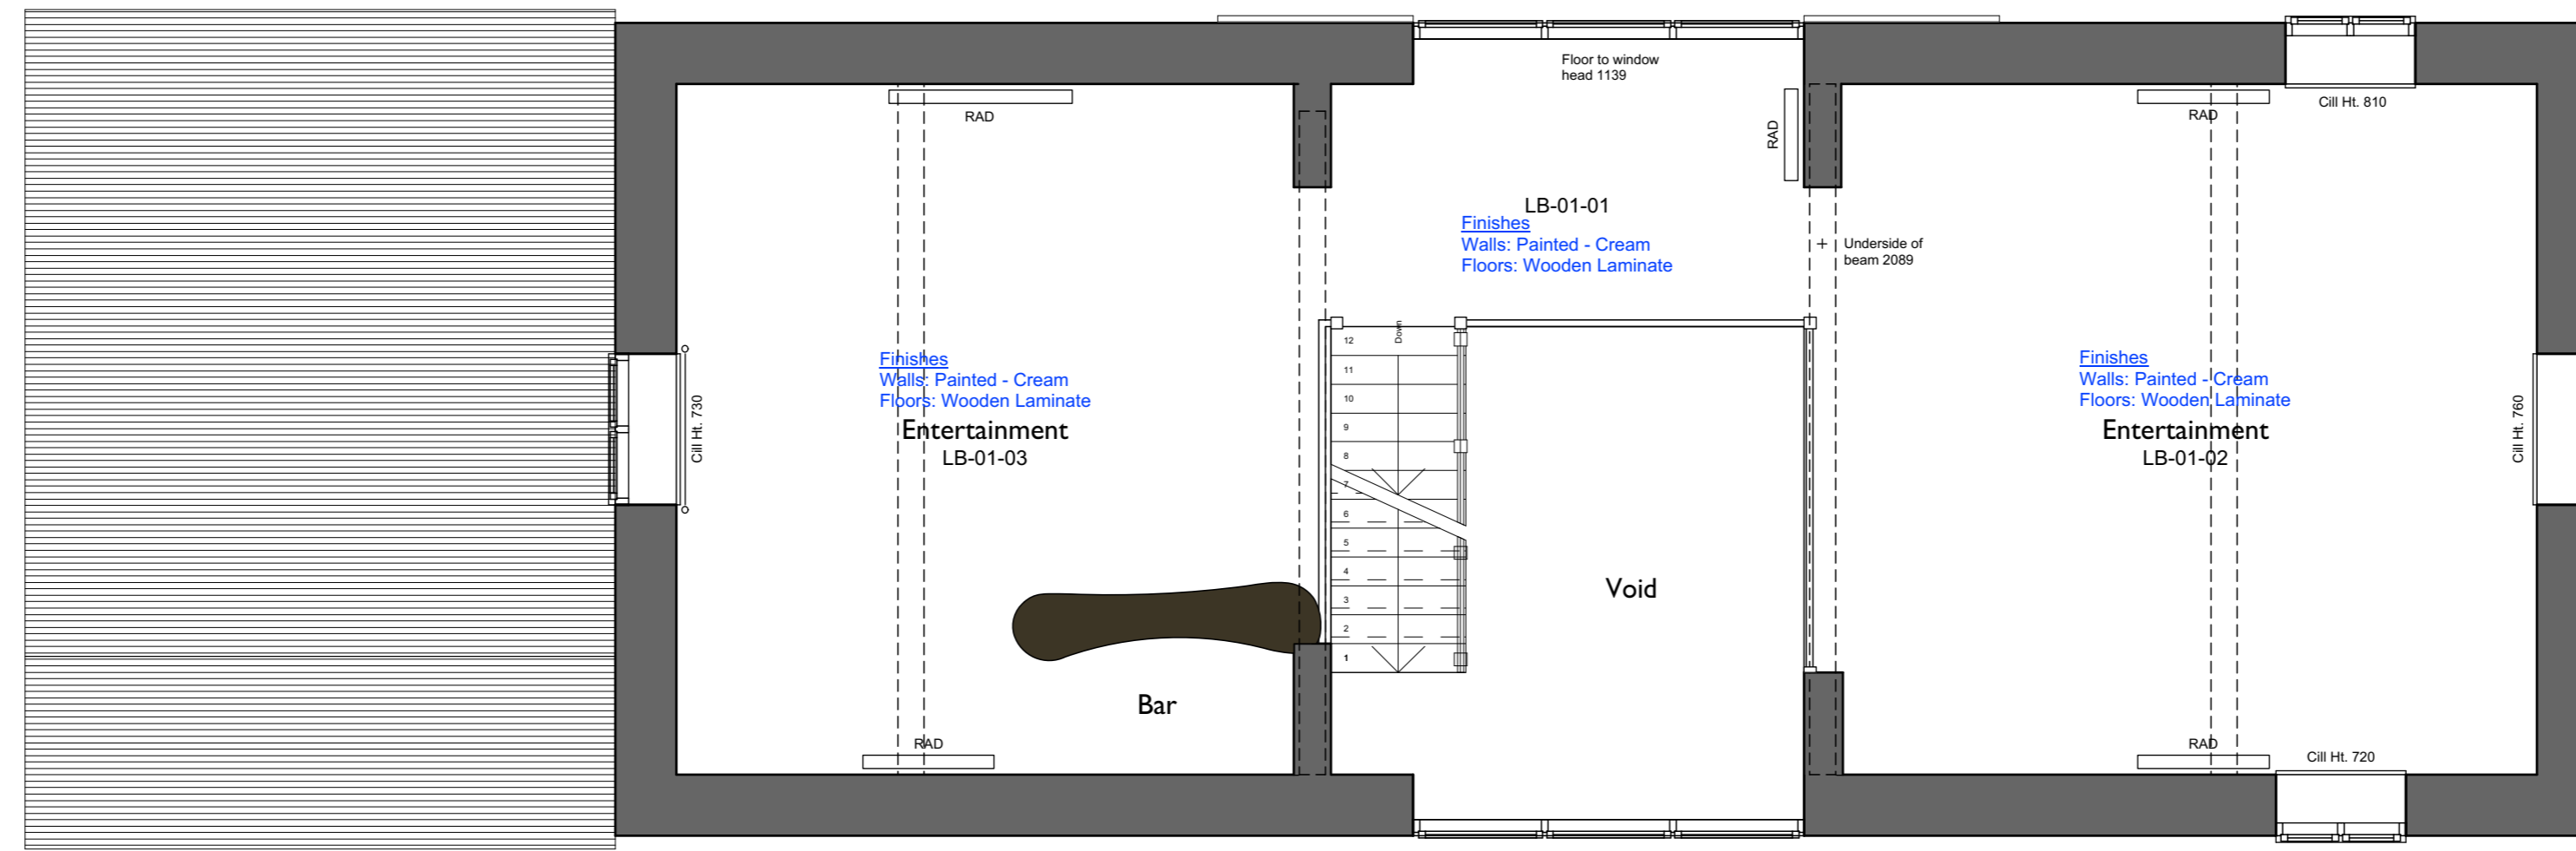 Floor to window
head 1139
RAD
RAD
RAD
Cill Ht. 810
LB-01-01
Finishes
Walls: Painted - Cream
Floors: Wooden Laminate
Underside of
beam 2089
Finishes
Walls: Painted - Cream
Floors: Wooden Laminate
Entertainment
LB-01-03
Cill Ht. 730
Down
12
11
10
9
8
7
6
5
4
3
2
1
Void
Finishes
Walls: Painted - Cream
Floors: Wooden Laminate
Entertainment
LB-01-02
Cill Ht. 760
Bar
RAD
RAD
Cill Ht. 720